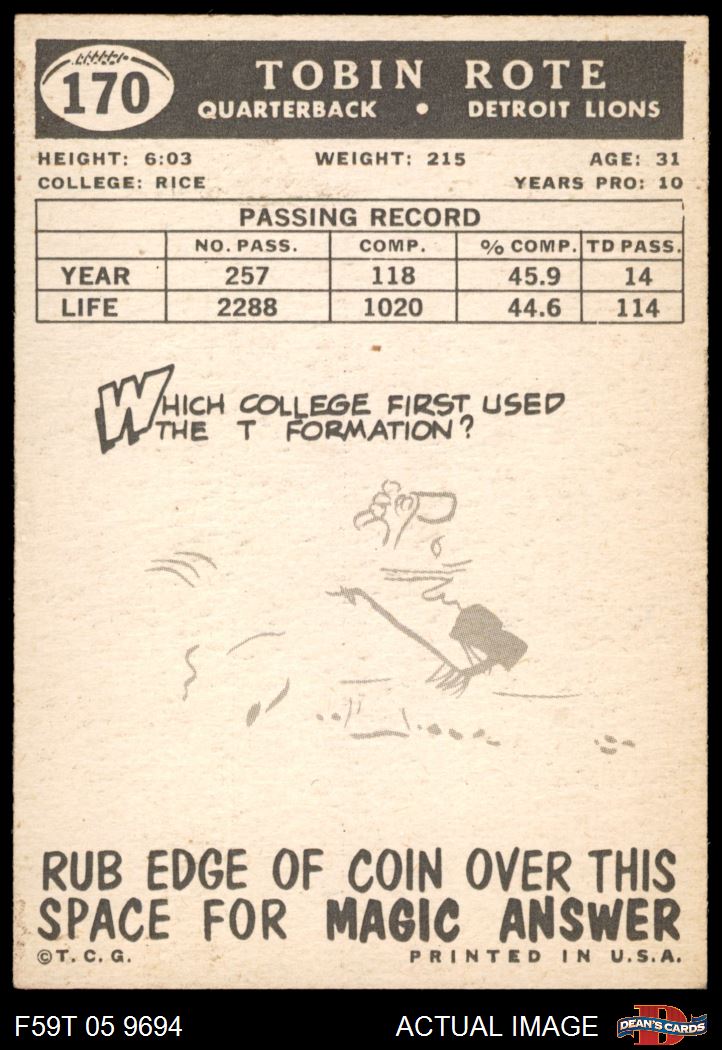 170
TOBIN ROTE
QUARTERBACK • DETROIT LIONS
HEIGHT: 6:03 WEIGHT: 215 AGE: 31
COLLEGE: RICE YEARS PRO: 10
PASSING RECORD
NO. PASS. COMP. % COMP. TD PASS.
YEAR 257 118 45.9 14
LIFE 2288 1020 44.6 114
WHICH COLLEGE FIRST USED
THE T FORMATION?
RUB EDGE OF COIN OVER THIS
SPACE FOR MAGIC ANSWER
©T.C.G. PRINTED IN U.S.A.
F59T 05 9694 ACTUAL IMAGE DEAN'S CARDS